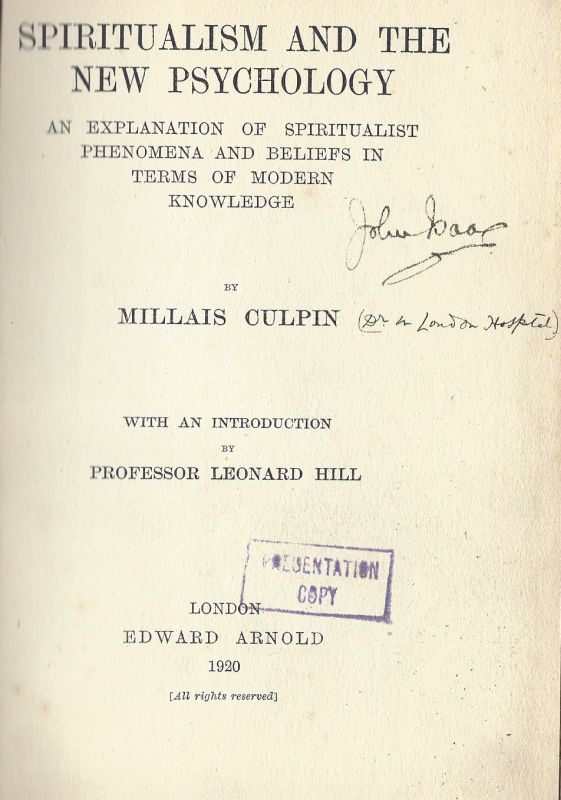 SPIRITUALISM AND THE
NEW PSYCHOLOGY
AN EXPLANATION OF SPIRITUALIST
PHENOMENA AND BELIEFS IN
TERMS OF MODERN
KNOWLEDGE
John
BY
MILLAIS CULPIN (Dr in London Hosptel)
WITH AN INTRODUCTION
BY
PROFESSOR LEONARD HILL
PRESENTATION
COPY
LONDON
EDWARD ARNOLD
1920
[All rights reserved]